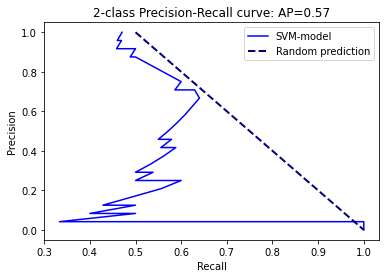 2-class Precision-Recall curve: AP=0.57
SVM-model
Random prediction
1.0
0.8
0.6
0.4
0.2
0.0
Precision
0.3 0.4 0.5 0.6 0.7 0.8 0.9 1.0
Recall